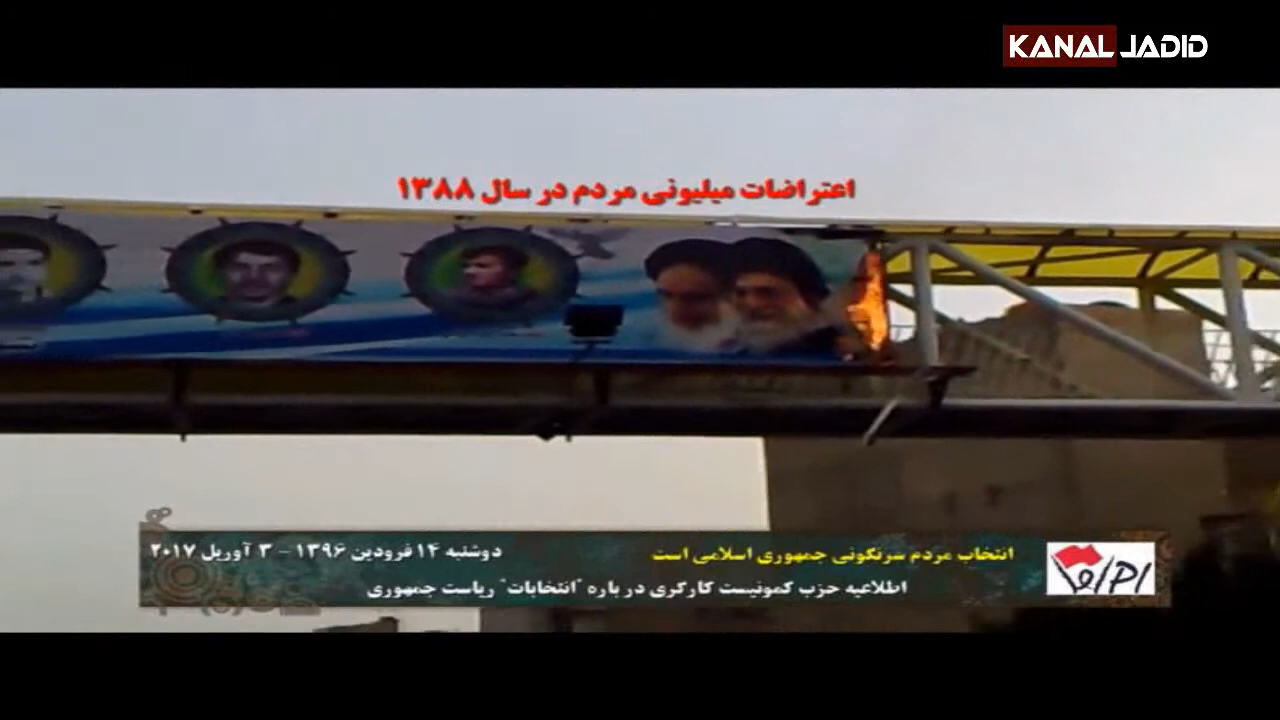 KANAL JADID
اعتراضات میلیونی مردم در سال ۱۳۸۸
انتخاب مردم سرنگونی جمهوری اسلامی است
دوشنبه ۱۴ فرودین ۱۳۹۶ - ۳ آوریل ۲۰۱۷
اطلاعیه حزب کمونیست کارگری در باره "انتخابات" ریاست جمهوری